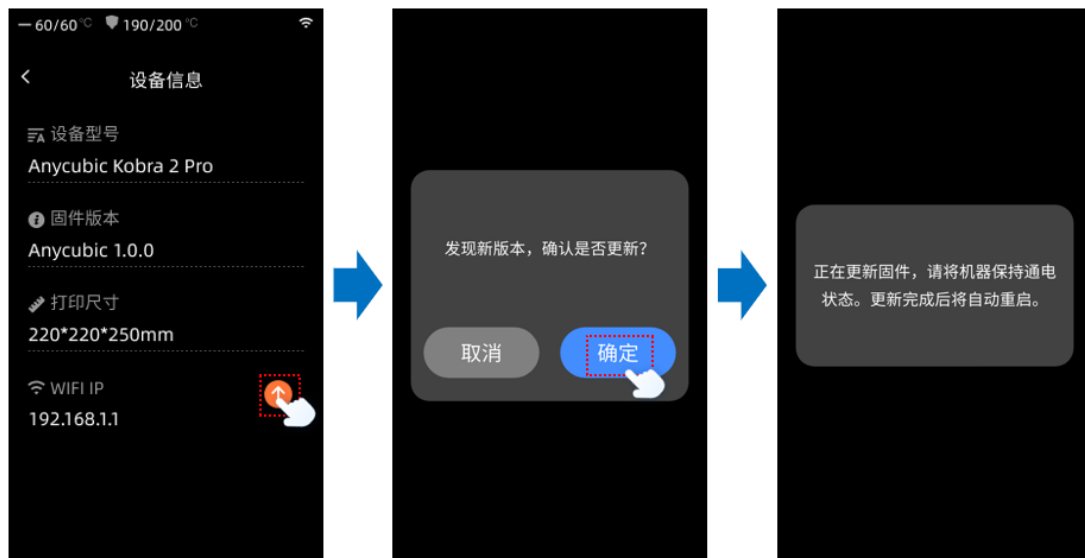 60/60°C 190/200°C
设备信息
设备型号
Anycubic Kobra 2 Pro
固件版本
Anycubic 1.0.0
打印尺寸
220*220*250mm
WIFI IP
192.168.1.1
发现新版本，确认是否更新？
取消 确定
正在更新固件，请将机器保持通电
状态。更新完成后将自动重启。